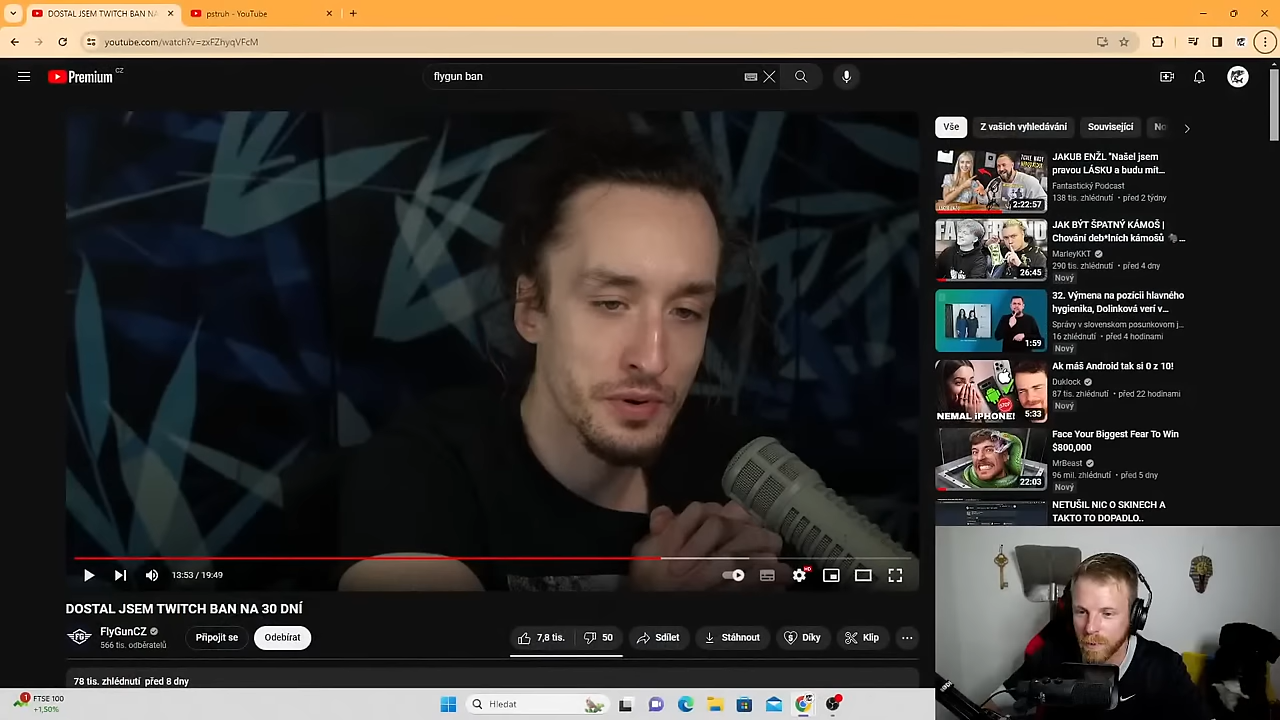 DOSTAL JSEM TWITCH BAN NA
pstruh - YouTube
youtube.com/watch?v=zxFZhyqVFcM
Premium CZ
flygun ban
Vše
Z vašich vyhledávání
Související
No
JAKUB ENŽL "Našel jsem
pravou LÁSKU a budu mít...
Fantastický Podcast
138 tis. zhlédnutí • před 2 týdny
2:22:57
JAK BÝT ŠPATNÝ KÁMOŠ |
Chování deb*lních kámošů ...
MarleyKKT
290 tis. zhlédnutí • před 4 dny
Nový
26:45
32. Výmena na pozícii hlavného
hygienika, Dolinková verí v...
Správy v slovenskom posunkovom j...
16 zhlédnutí • před 4 hodinami
Nový
1:59
Ak máš Android tak si 0 z 10!
Duklock
87 tis. zhlédnutí • před 22 hodinami
Nový
NEMAL iPHONE!
5:33
Face Your Biggest Fear To Win
$800,000
MrBeast
96 mil. zhlédnutí • před 5 dny
Nový
22:03
NETUŠIL NIC O SKINECH A
TAKTO TO DOPADLO..
13:53 / 19:49
HD
DOSTAL JSEM TWITCH BAN NA 30 DNÍ
FlyGunCZ
566 tis. odběratelů
Připojit se
Odebírat
7,8 tis.
50
Sdílet
Stáhnout
Díky
Klip
78 tis. zhlédnutí před 8 dny
1
FTSE 100
+1,50%
Hledat